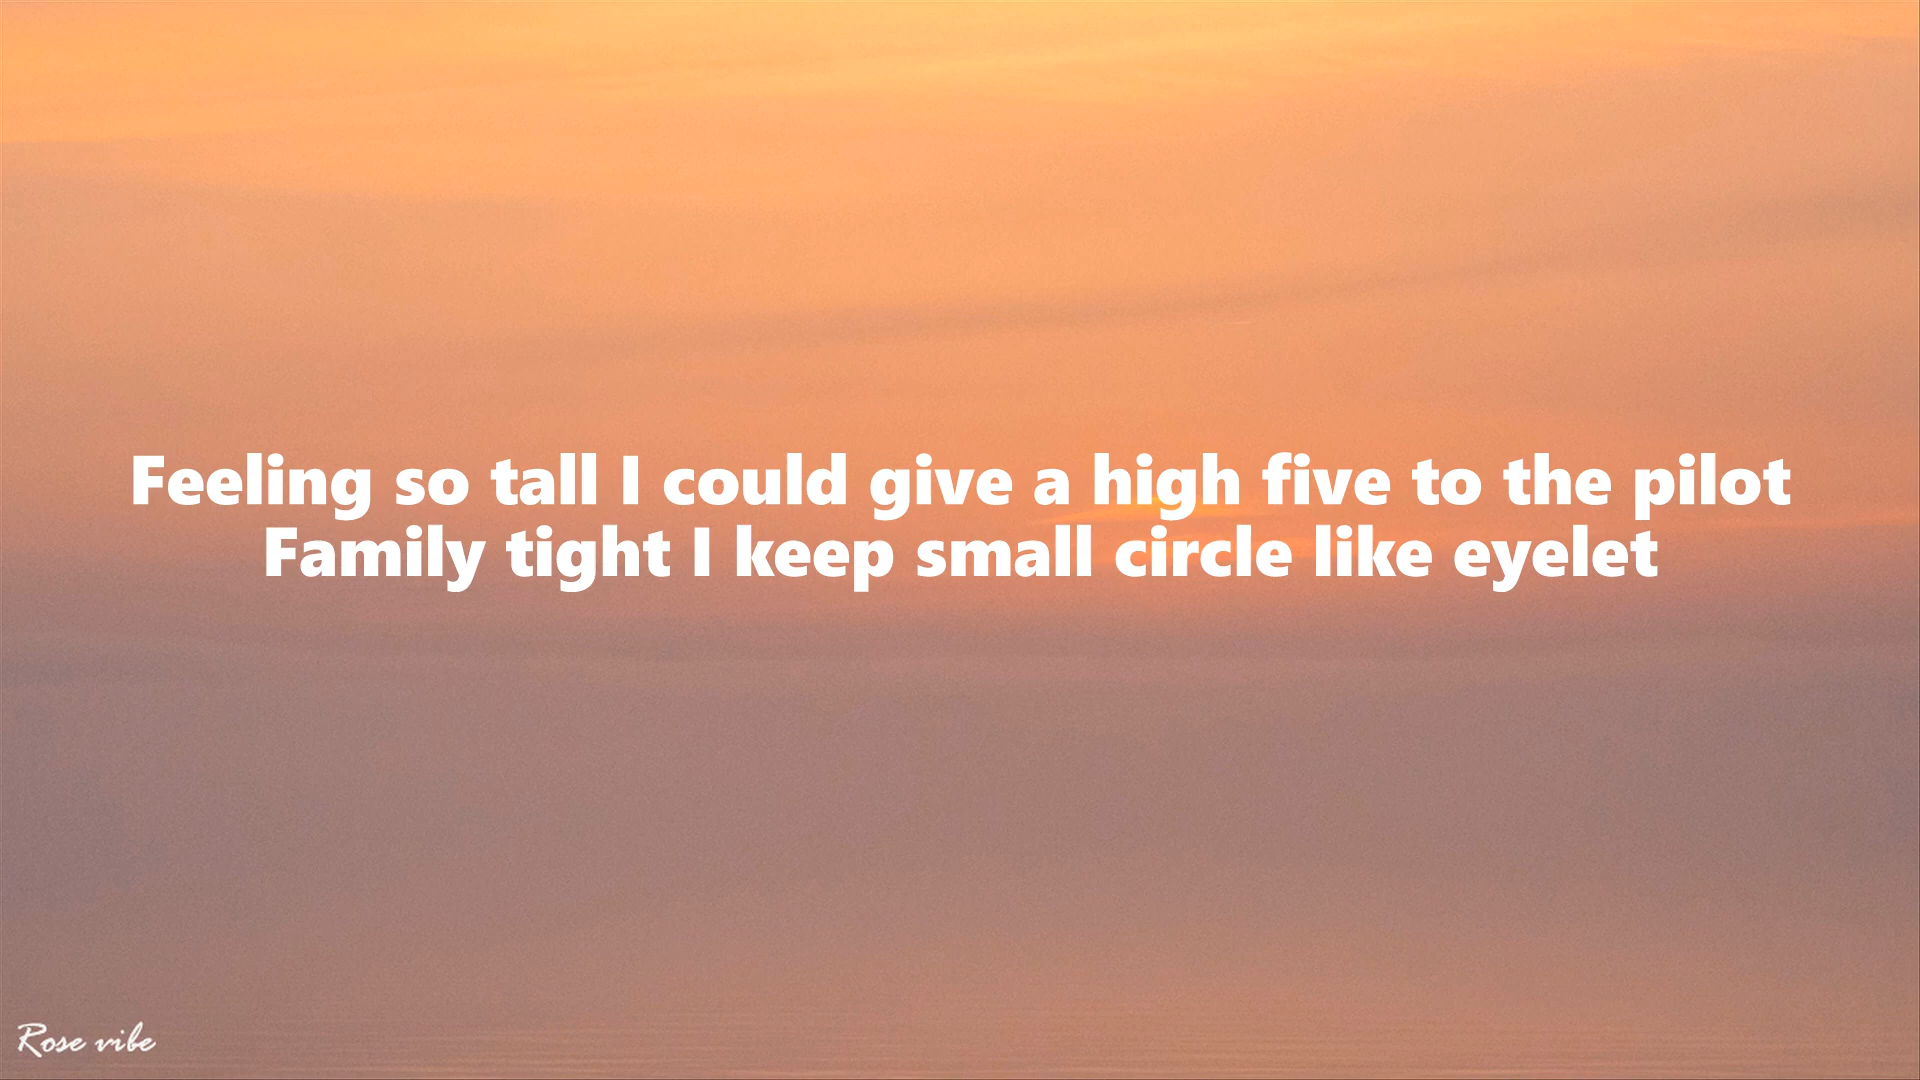 Feeling so tall I could give a high five to the pilot
Family tight I keep small circle like eyelet
Rose vibe